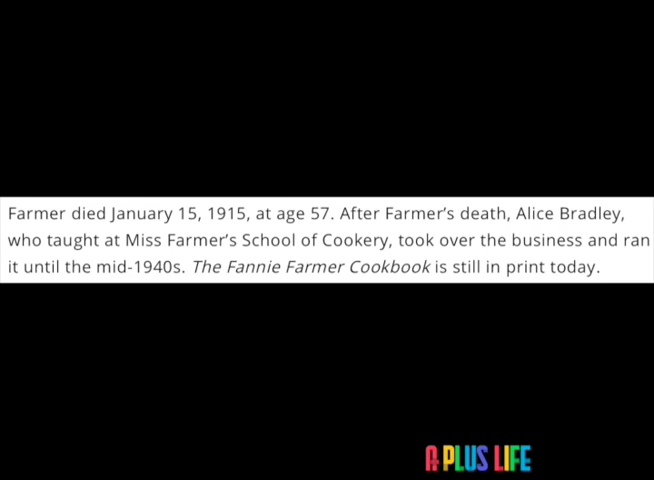 Farmer died January 15, 1915, at age 57. After Farmer’s death, Alice Bradley,
who taught at Miss Farmer’s School of Cookery, took over the business and ran
it until the mid-1940s. The Fannie Farmer Cookbook is still in print today.
A PLUS LIFE